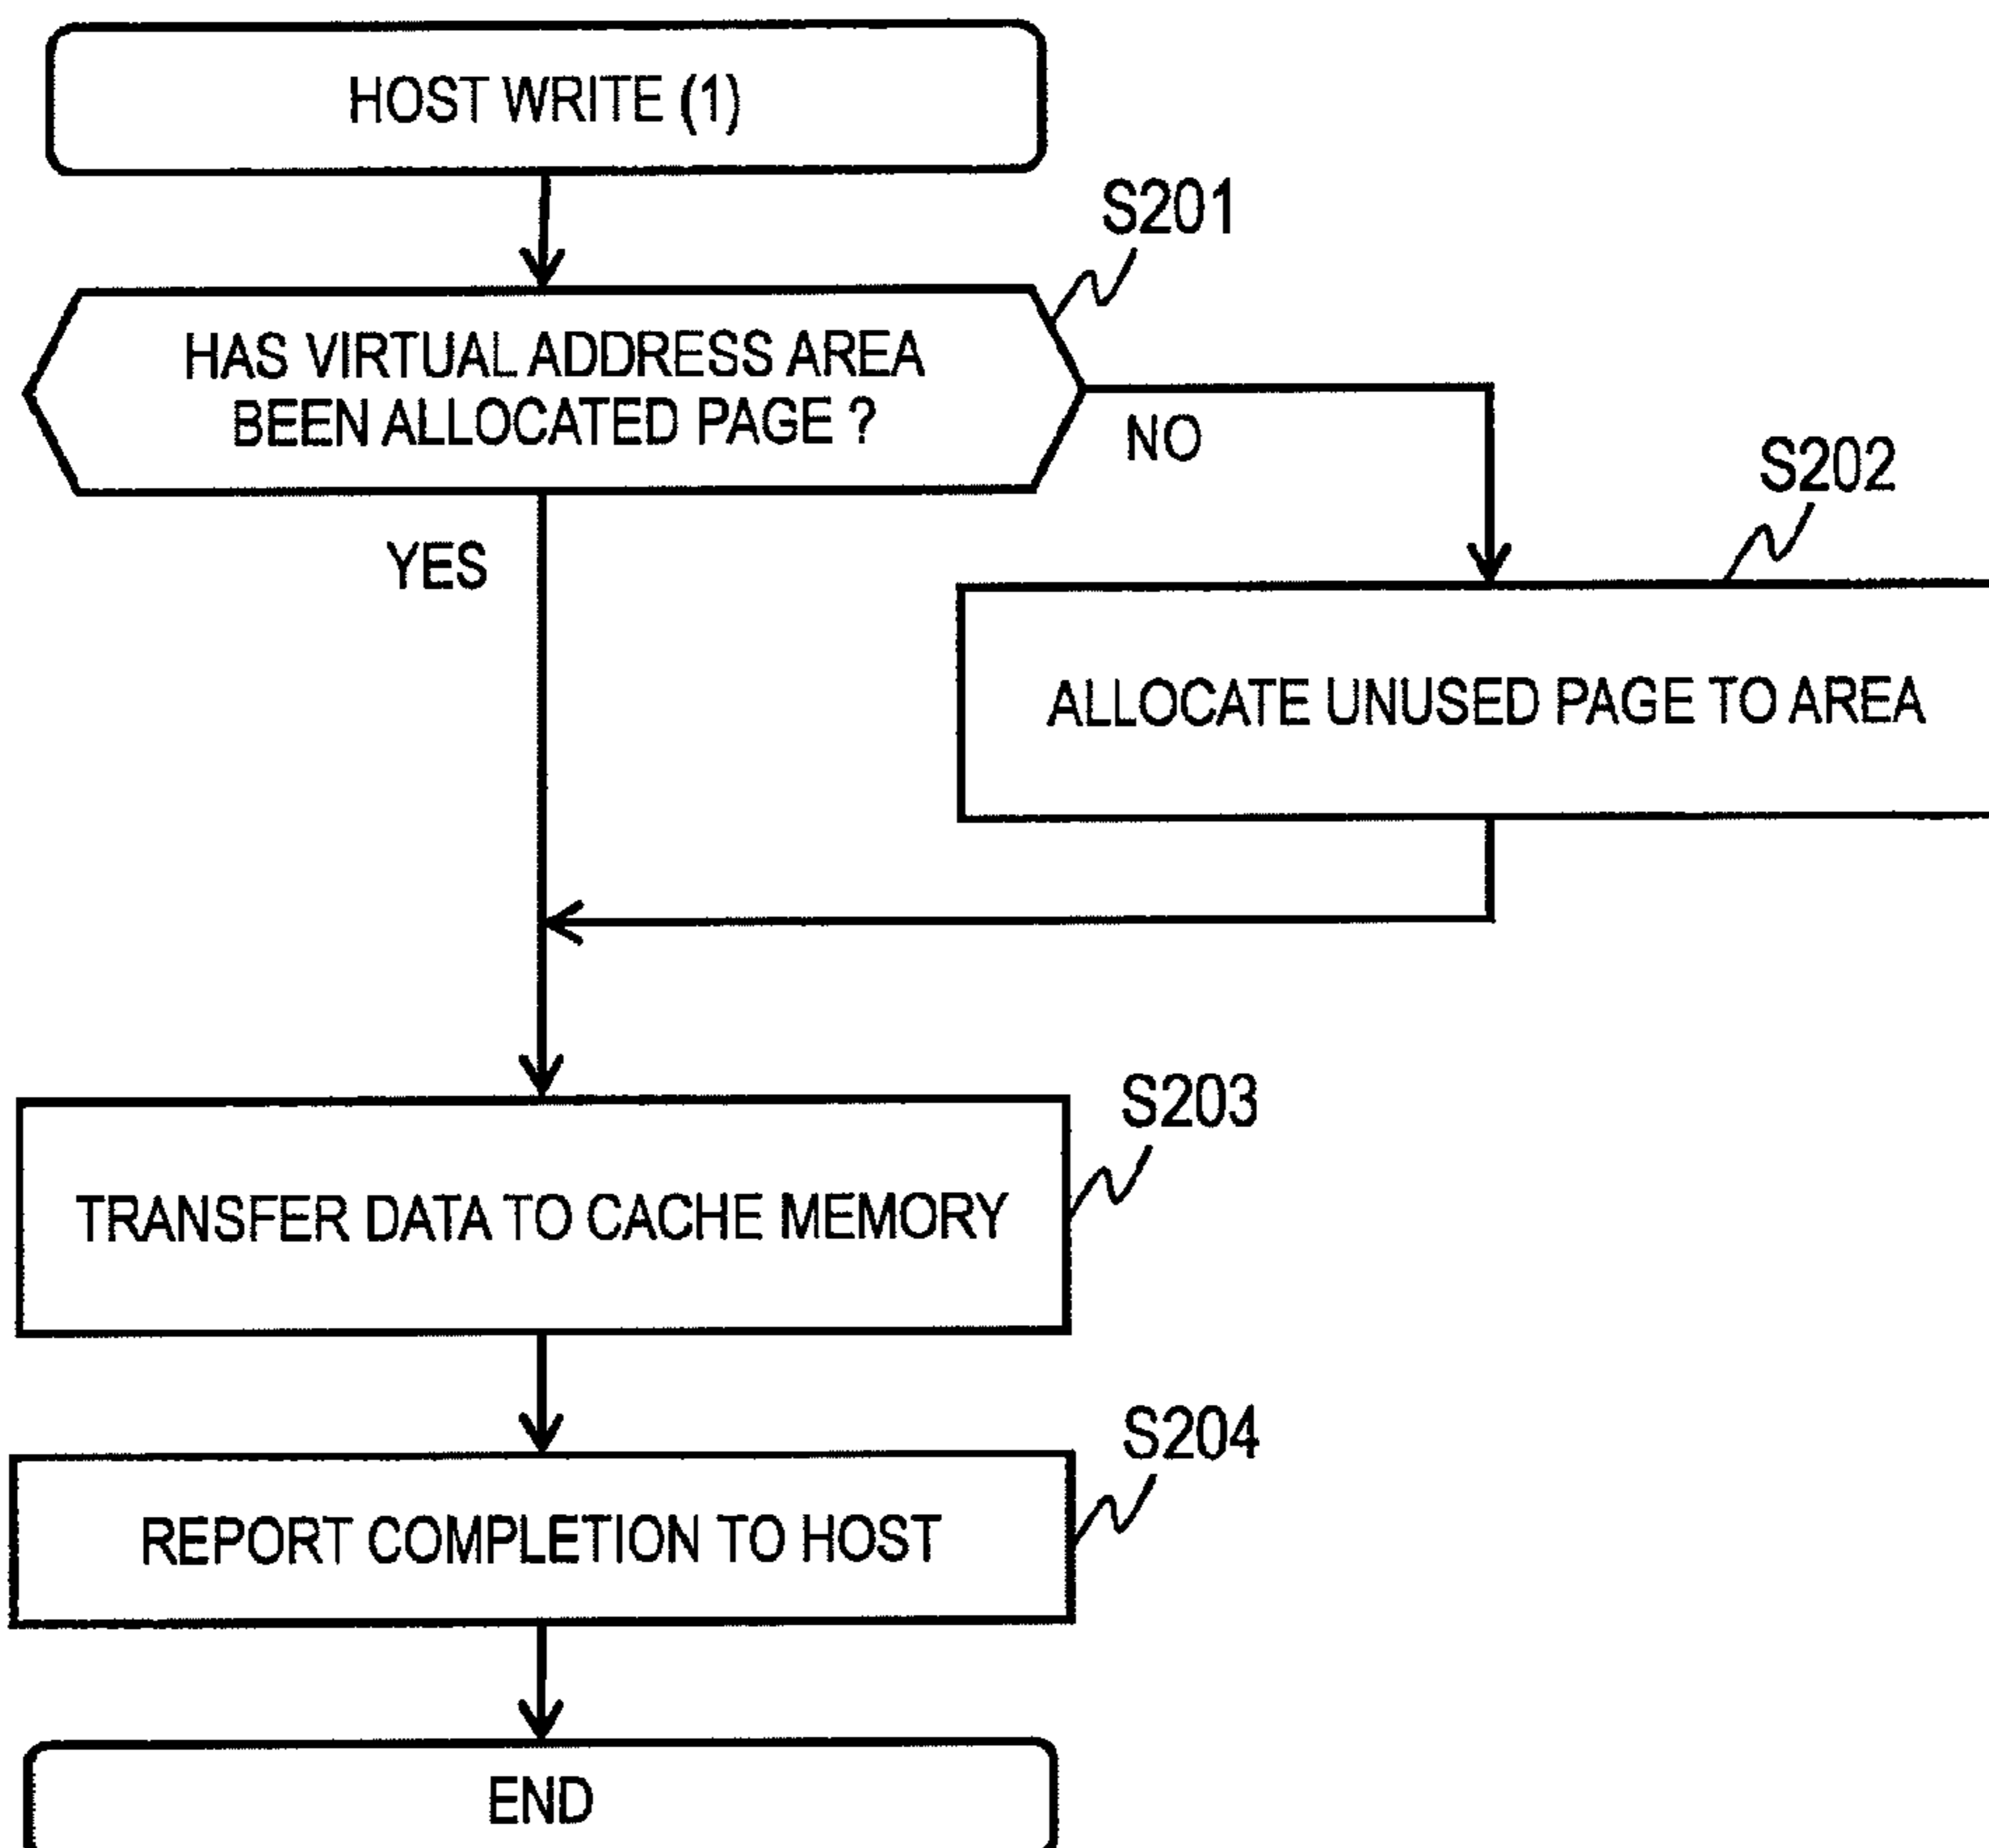 HOST WRITE (1)
S201
HAS VIRTUAL ADDRESS AREA
BEEN ALLOCATED PAGE ?
NO
YES
S202
ALLOCATE UNUSED PAGE TO AREA
S203
TRANSFER DATA TO CACHE MEMORY
S204
REPORT COMPLETION TO HOST
END